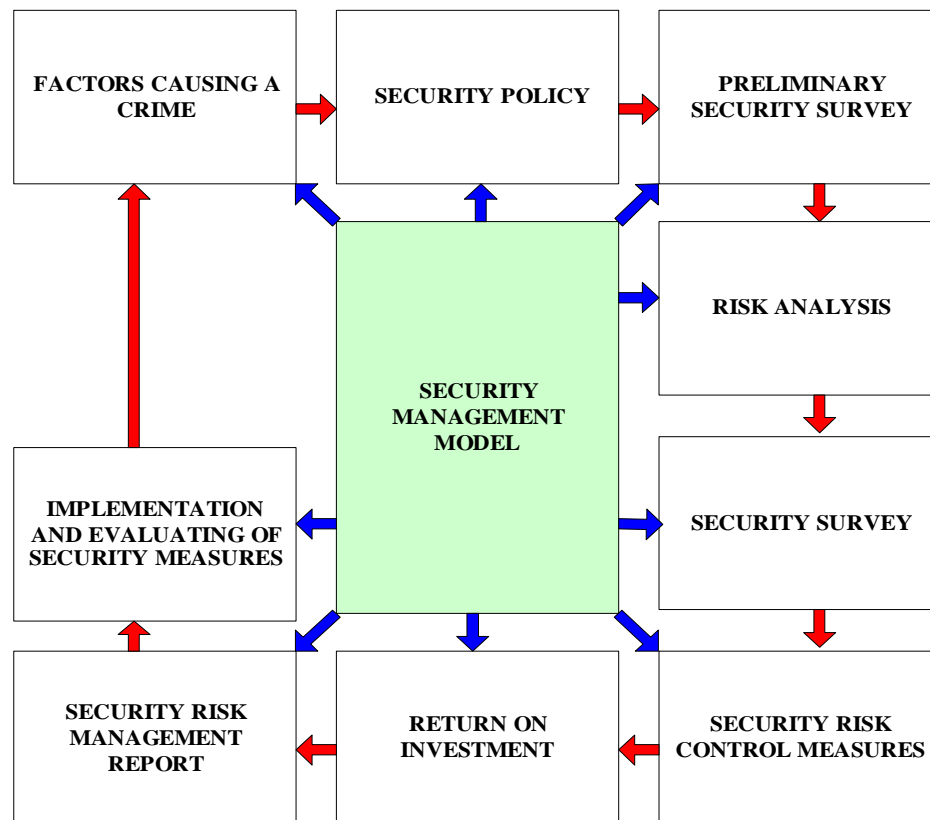 FACTORS CAUSING A
CRIME
SECURITY POLICY
PRELIMINARY
SECURITY SURVEY
RISK ANALYSIS
SECURITY
MANAGEMENT
MODEL
IMPLEMENTATION
AND EVALUATING OF
SECURITY MEASURES
SECURITY SURVEY
SECURITY RISK
MANAGEMENT
REPORT
RETURN ON
INVESTMENT
SECURITY RISK
CONTROL MEASURES